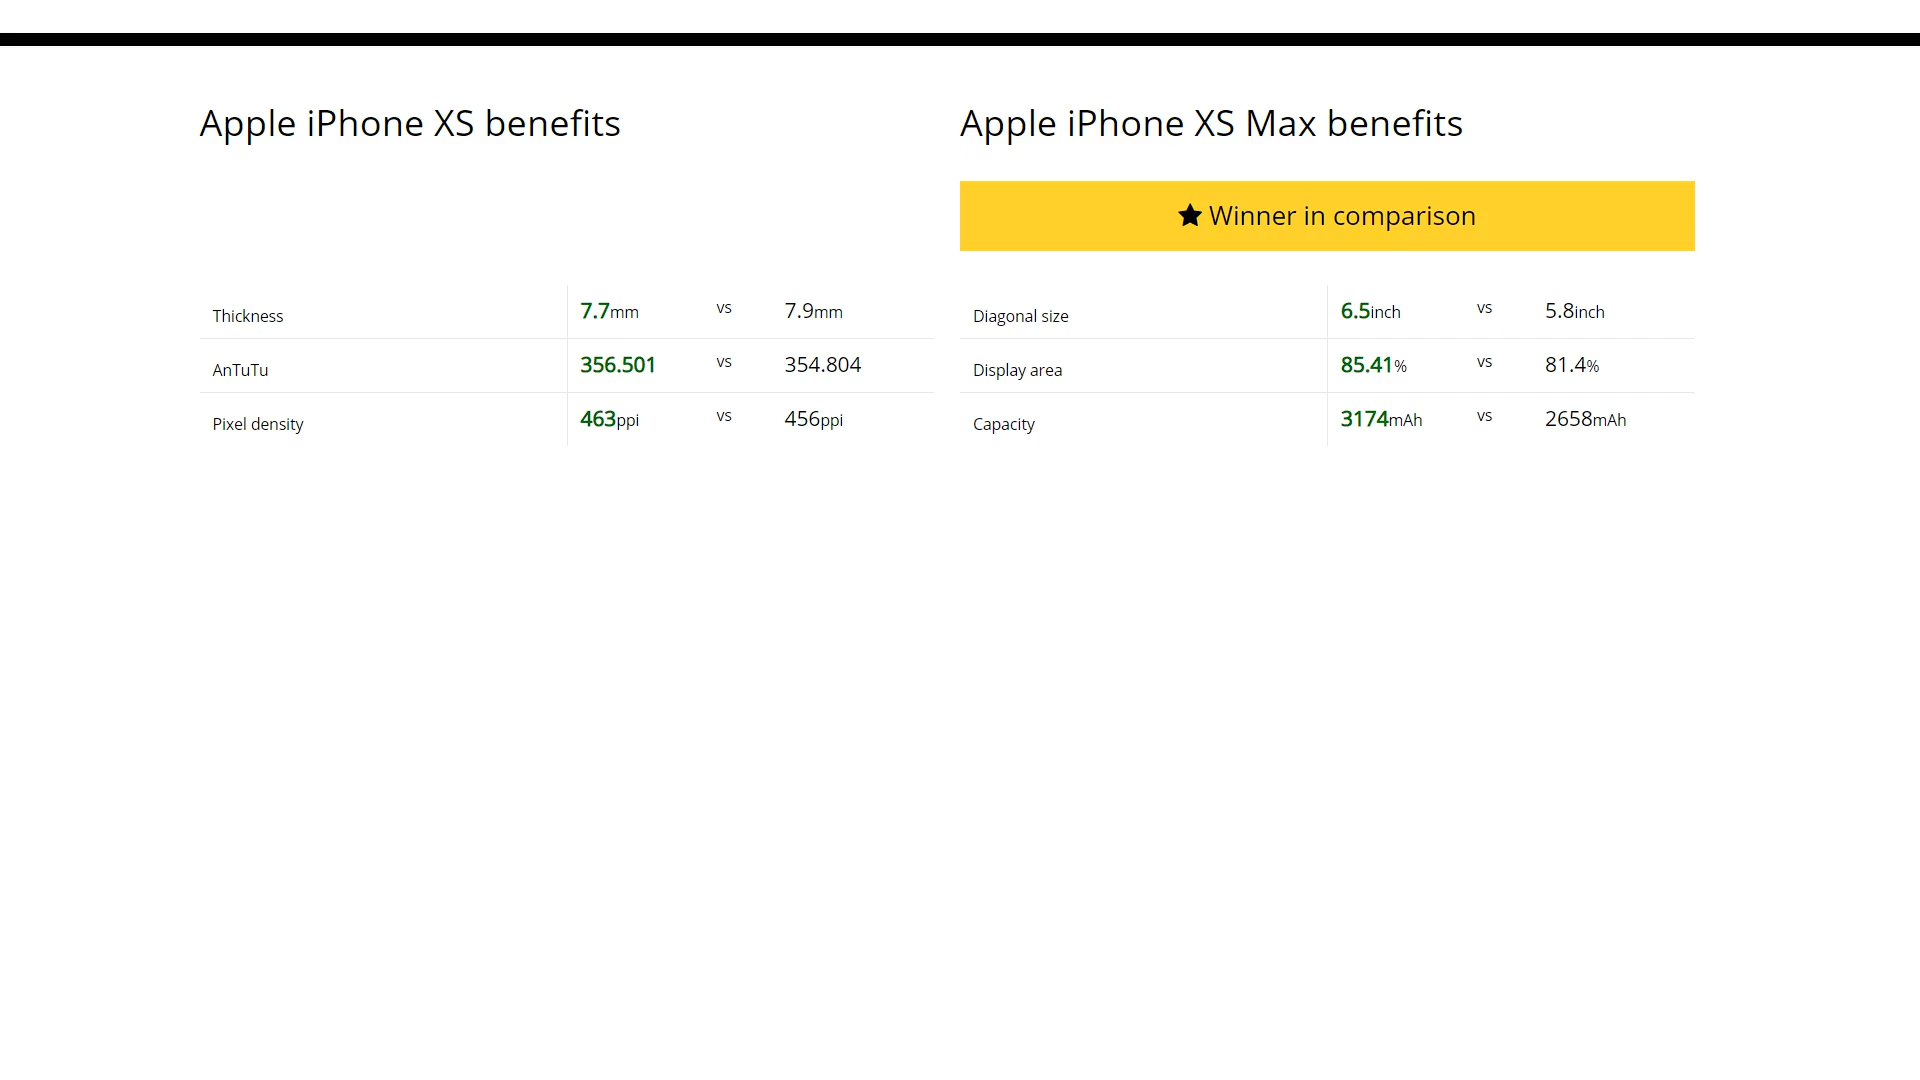 Apple iPhone XS benefits
Thickness 7.7mm vs 7.9mm
AnTuTu 356.501 vs 354.804
Pixel density 463ppi vs 456ppi
Apple iPhone XS Max benefits
Winner in comparison
Diagonal size 6.5inch vs 5.8inch
Display area 85.41% vs 81.4%
Capacity 3174mAh vs 2658mAh